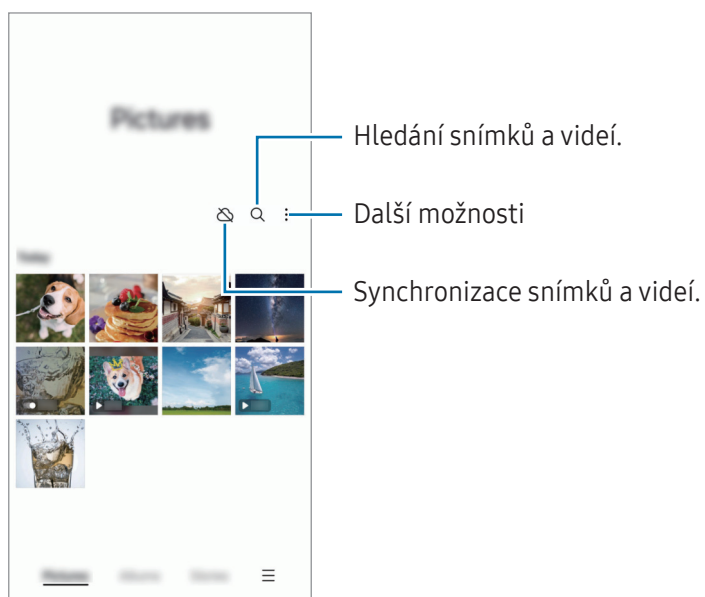 Pictures
Hledání snímků a videí.
Další možnosti
Synchronizace snímků a videí.
Today
Pictures
Albums
Stories